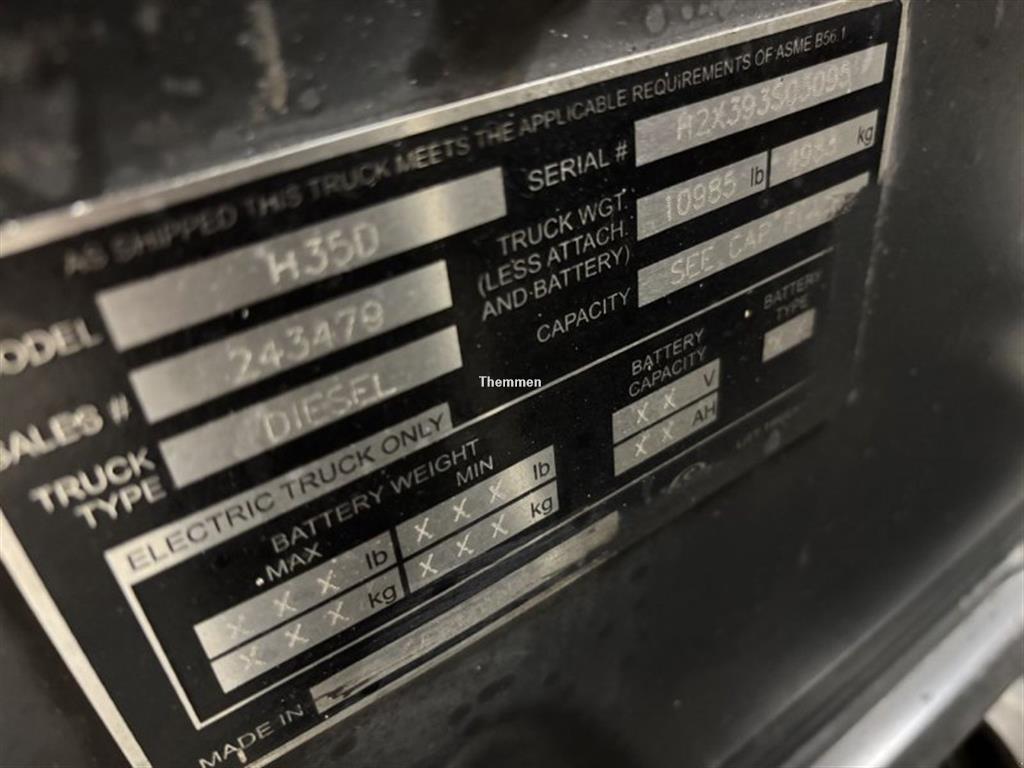 AS SHIPPED THIS TRUCK MEETS THE APPLICABLE REQUIREMENTS OF ASME B56.1
MODEL H35D
SALES # 243479
TRUCK TYPE DIESEL
SERIAL # H2X393S03095
TRUCK WGT. (LESS ATTACH. AND BATTERY) 10985 lb 4931 kg
CAPACITY SEE CAP
ELECTRIC TRUCK ONLY
BATTERY WEIGHT
MAX MIN
X X X lb X X X lb
X X X kg X X X kg
BATTERY CAPACITY
X X V
X X AH
BATTERY TYPE
X
MADE IN
Themmen